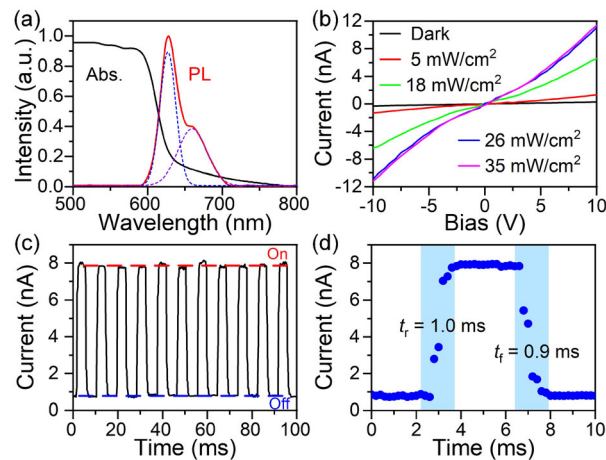 (a)
Abs.
PL
Intensity (a.u.)
1.0
0.8
0.6
0.4
0.2
0.0
500 600 700 800
Wavelength (nm)
(b)
Dark
5 mW/cm²
18 mW/cm²
26 mW/cm²
35 mW/cm²
Current (nA)
12
8
4
0
-4
-8
-12
-10 -5 0 5 10
Bias (V)
(c)
On
Off
Current (nA)
8
6
4
2
0
0 20 40 60 80 100
Time (ms)
(d)
tr = 1.0 ms
tf = 0.9 ms
Current (nA)
8
6
4
2
0
0 2 4 6 8 10
Time (ms)